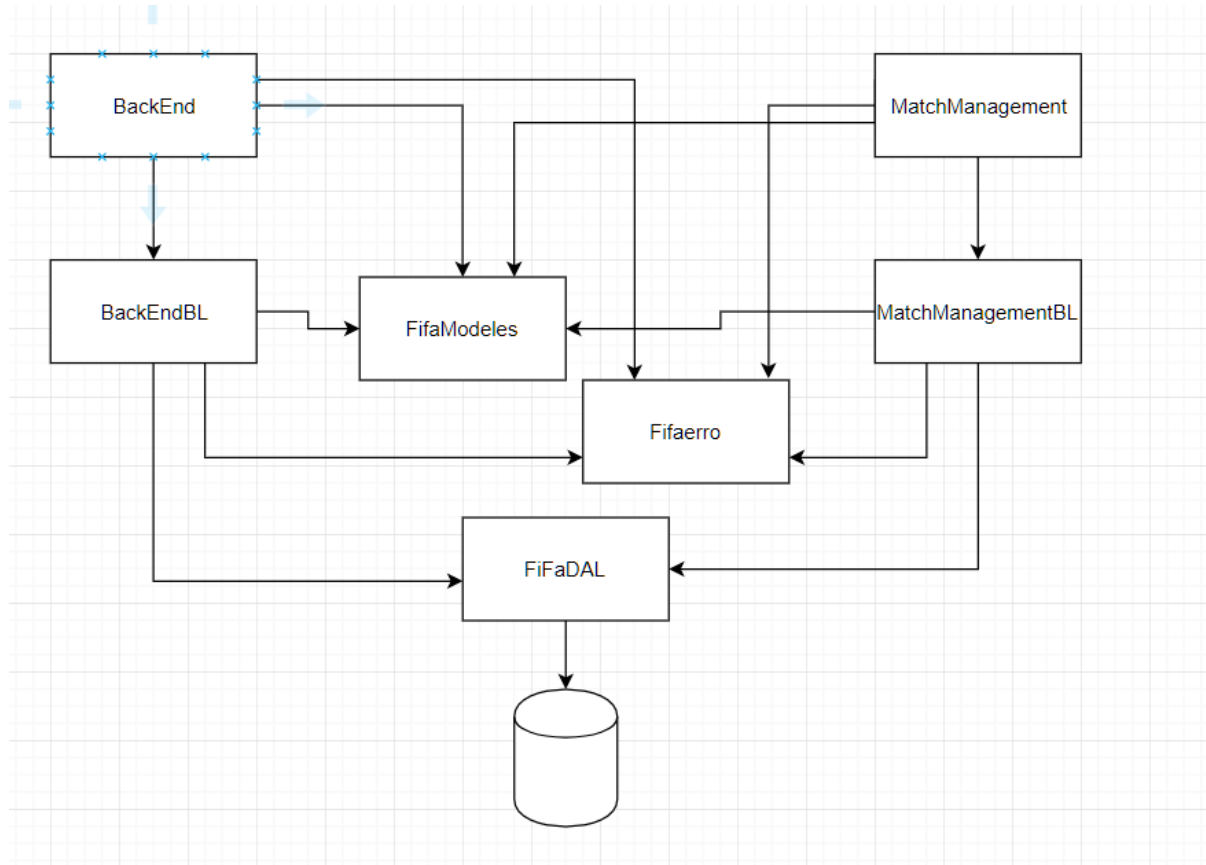 BackEnd
MatchManagement
BackEndBL
FifaModeles
MatchManagementBL
Fifaerro
FiFaDAL